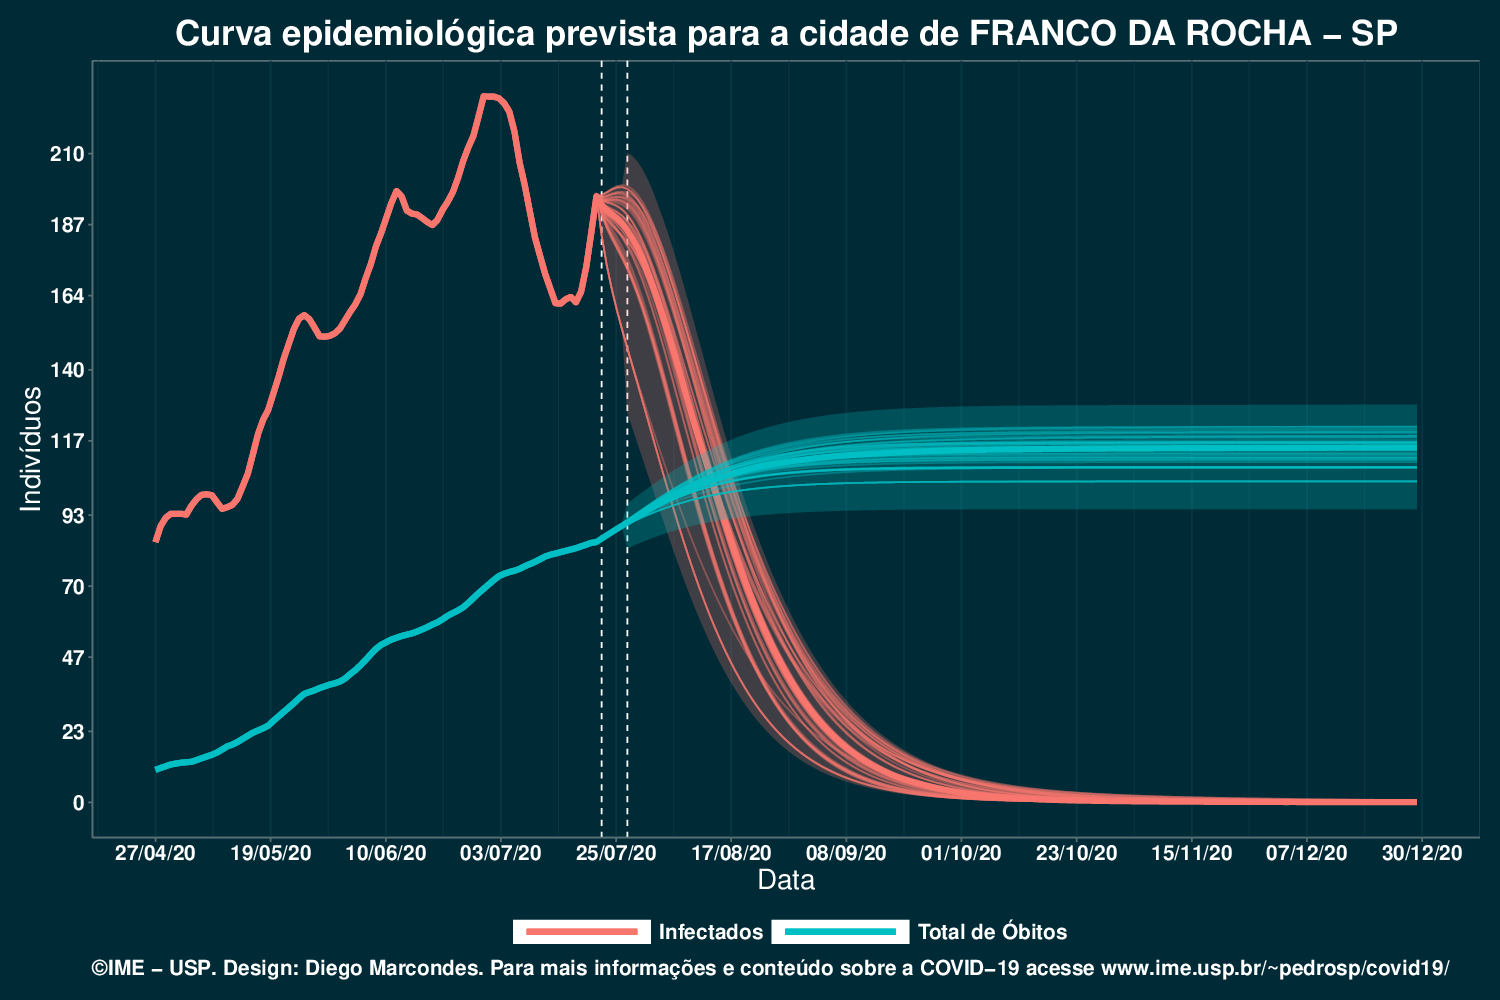 Curva epidemiológica prevista para a cidade de FRANCO DA ROCHA – SP
Indivíduos
210
187
164
140
117
93
70
47
23
0
27/04/20 19/05/20 10/06/20 03/07/20 25/07/20 17/08/20 08/09/20 01/10/20 23/10/20 15/11/20 07/12/20 30/12/20
Data
Infectados Total de Óbitos
©IME – USP. Design: Diego Marcondes. Para mais informações e conteúdo sobre a COVID–19 acesse www.ime.usp.br/~pedrosp/covid19/